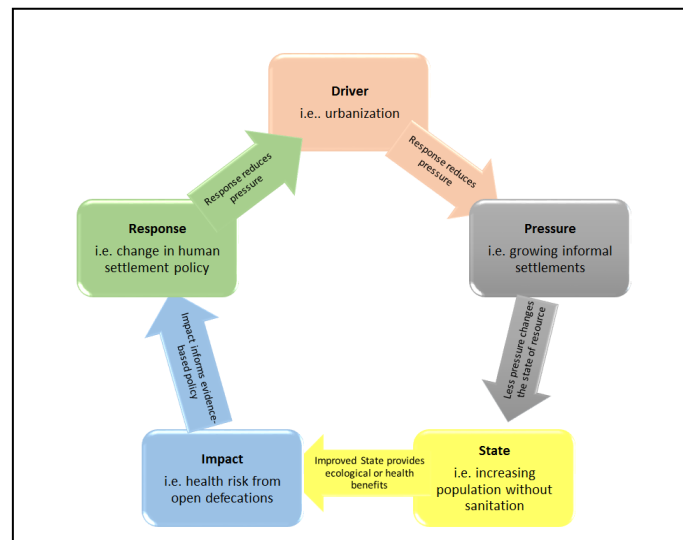 Driver
i.e.. urbanization
Response reduces
pressure
Pressure
i.e. growing informal
settlements
Less pressure changes
the state of resource
State
i.e. increasing
population without
sanitation
Improved State provides
ecological or health
benefits
Impact
i.e. health risk from
open defecations
Impact informs evidence-
based policy
Response
i.e. change in human
settlement policy
Response reduces
pressure